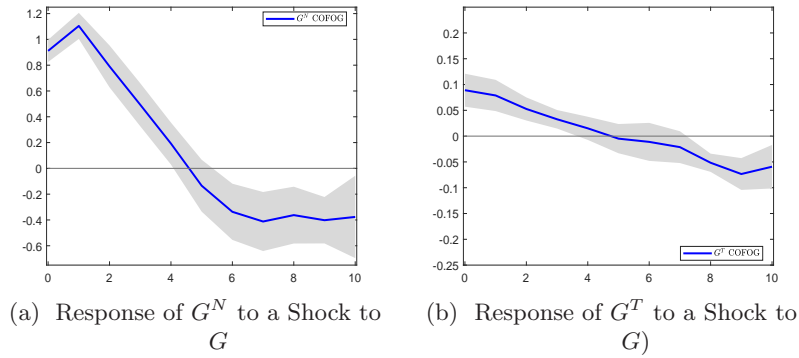 1.2
1
0.8
0.6
0.4
0.2
0
-0.2
-0.4
-0.6
0 2 4 6 8 10
G^N COFOG
(a) Response of G^N to a Shock to
G
0.2
0.15
0.1
0.05
0
-0.05
-0.1
-0.15
-0.2
-0.25
0 2 4 6 8 10
G^T COFOG
(b) Response of G^T to a Shock to
G)